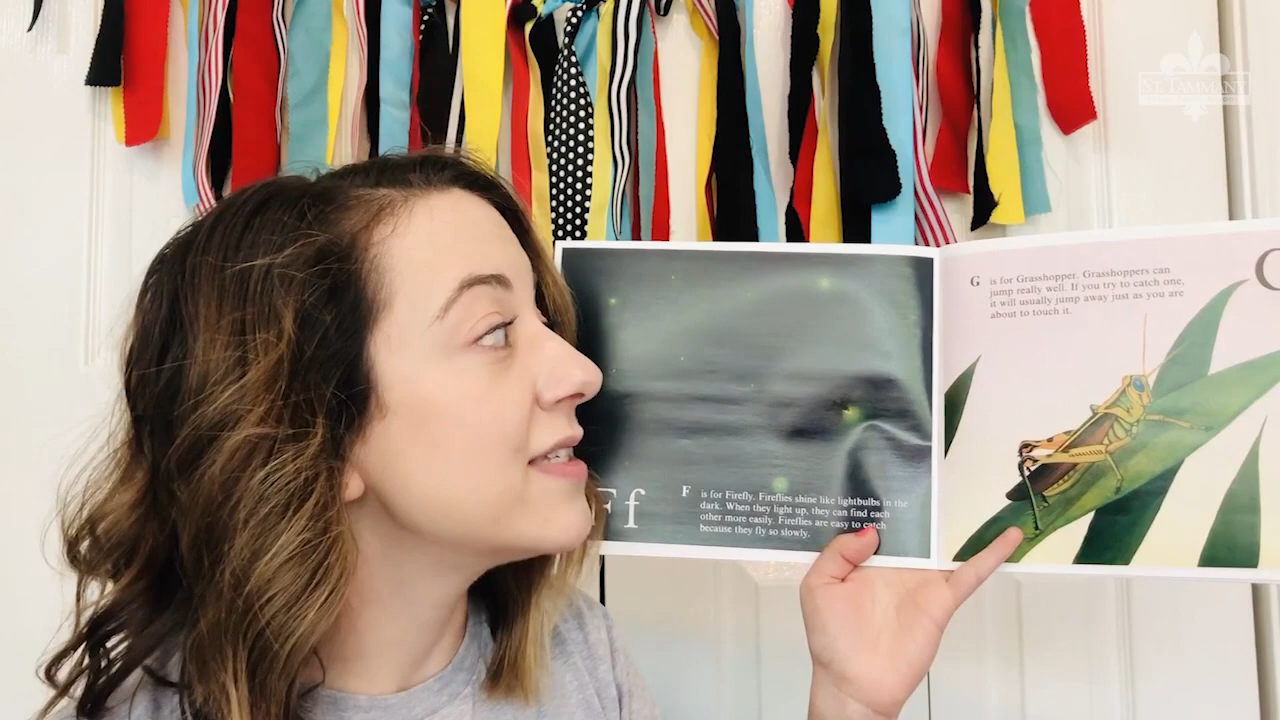 ST. TAMMANY
Ff
F is for Firefly. Fireflies shine like lightbulbs in the
dark. When they light up, they can find each
other more easily. Fireflies are easy to catch
because they fly so slowly.
G is for Grasshopper. Grasshoppers can
jump really well. If you try to catch one,
it will usually jump away just as you are
about to touch it.